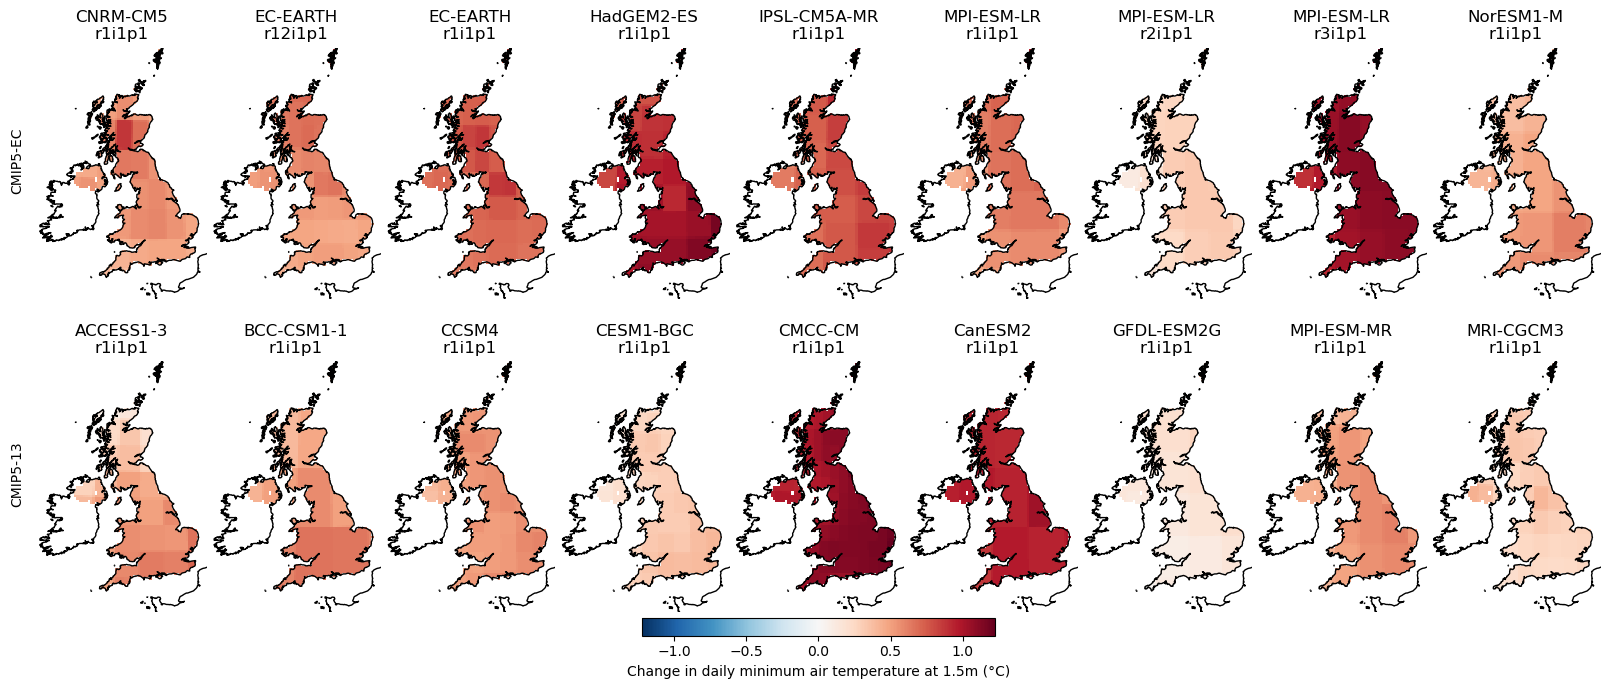 CNRM-CM5 EC-EARTH EC-EARTH HadGEM2-ES IPSL-CM5A-MR MPI-ESM-LR MPI-ESM-LR MPI-ESM-LR NorESM1-M
r1i1p1 r12i1p1 r1i1p1 r1i1p1 r1i1p1 r1i1p1 r2i1p1 r3i1p1 r1i1p1
CMIP5-EC
ACCESS1-3 BCC-CSM1-1 CCSM4 CESM1-BGC CMCC-CM CanESM2 GFDL-ESM2G MPI-ESM-MR MRI-CGCM3
r1i1p1 r1i1p1 r1i1p1 r1i1p1 r1i1p1 r1i1p1 r1i1p1 r1i1p1 r1i1p1
CMIP5-13
−1.0 −0.5 0.0 0.5 1.0
Change in daily minimum air temperature at 1.5m (°C)